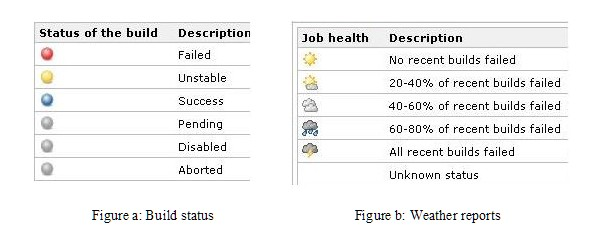 Status of the build Description
Failed
Unstable
Success
Pending
Disabled
Aborted
Figure a: Build status
Job health Description
No recent builds failed
20-40% of recent builds failed
40-60% of recent builds failed
60-80% of recent builds failed
All recent builds failed
Unknown status
Figure b: Weather reports